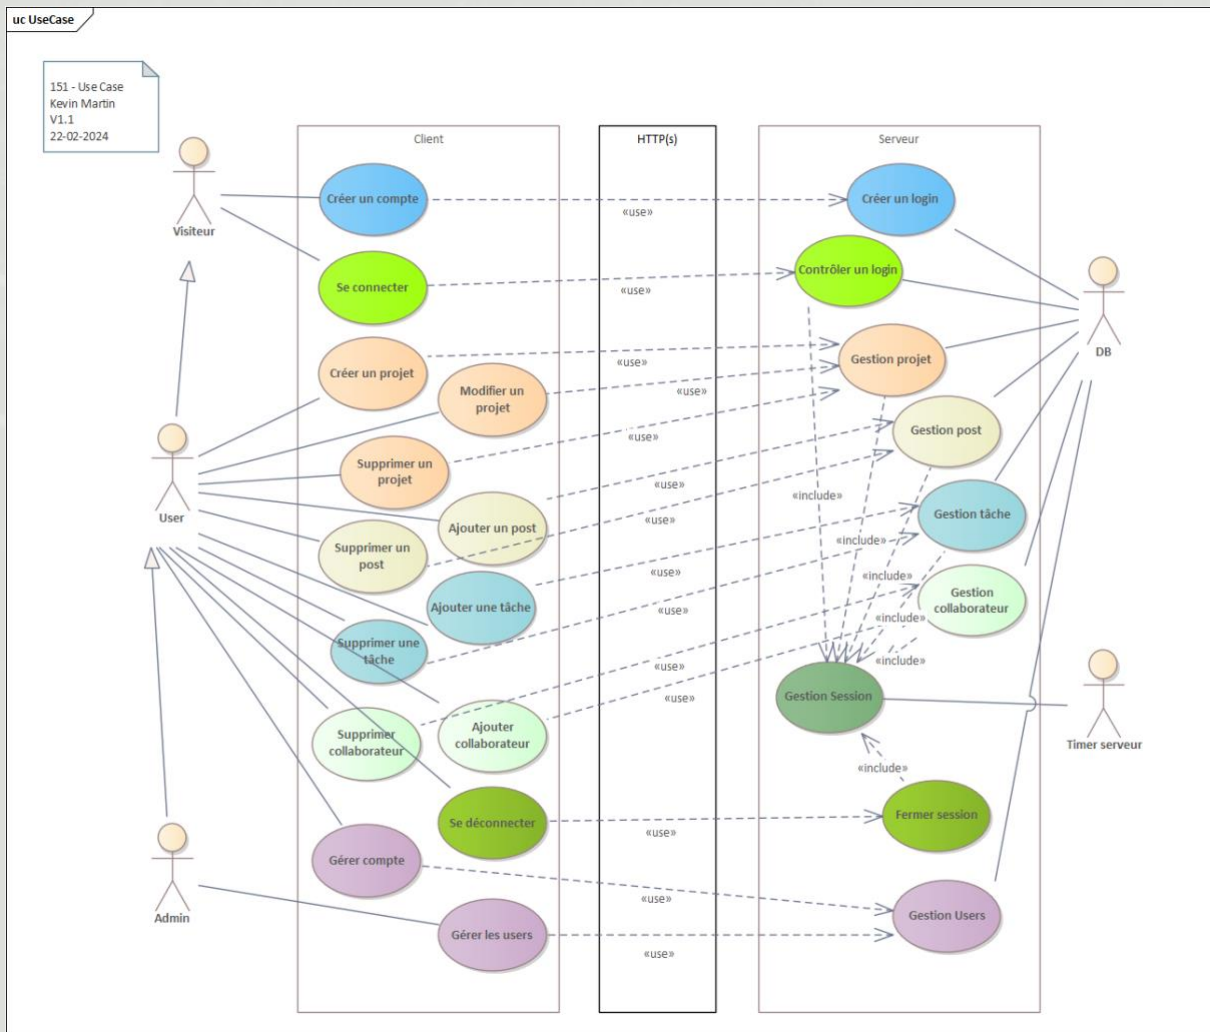 uc UseCase
151 - Use Case
Kevin Martin
V1.1
22-02-2024
Client
HTTP(s)
Serveur
Visiteur
Créer un compte
«use»
Créer un login
Se connecter
«use»
Contrôler un login
DB
Créer un projet
«use»
Gestion projet
Modifier un
projet
«use»
Supprimer un
projet
«use»
Gestion post
User
Ajouter un post
«use»
Supprimer un
post
«use»
Gestion tâche
«include»
«include»
«include»
«include»
«include»
Ajouter une tâche
«use»
Gestion
collaborateur
Supprimer une
tâche
«use»
Supprimer
collaborateur
«use»
Ajouter
collaborateur
«use»
Gestion Session
Timer serveur
«include»
Se déconnecter
«use»
Fermer session
Gérer compte
«use»
Gestion Users
Admin
Gérer les users
«use»